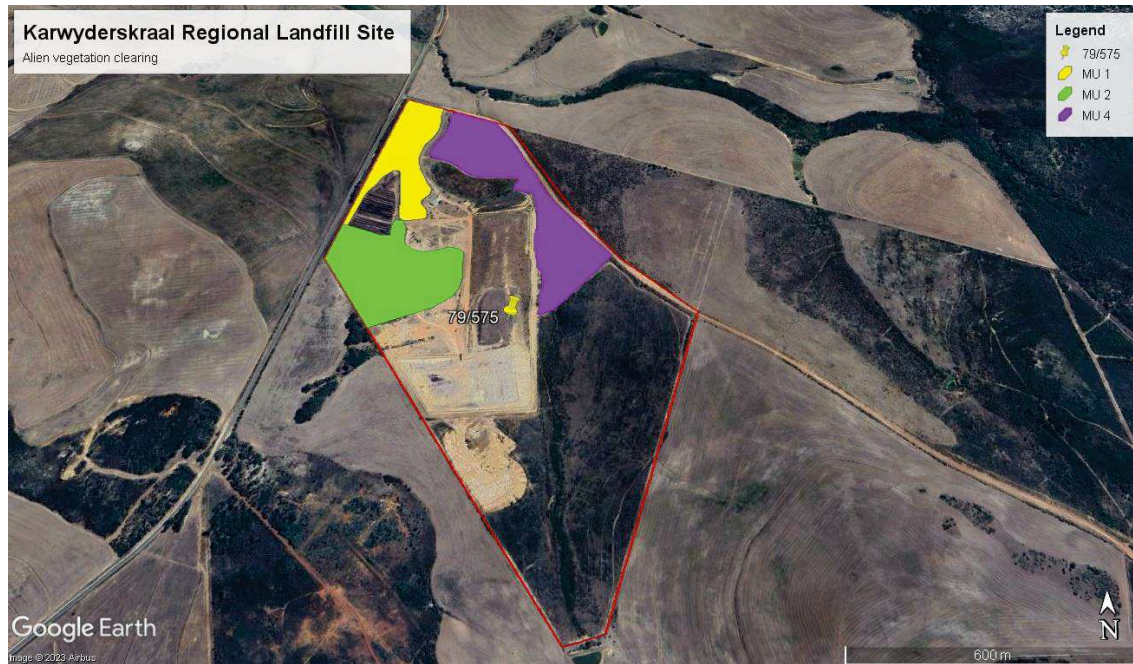 Karwyderskraal Regional Landfill Site
Alien vegetation clearing
Legend
79/575
MU 1
MU 2
MU 4
79/575
Google Earth
Image © 2023 Airbus
N
600 m